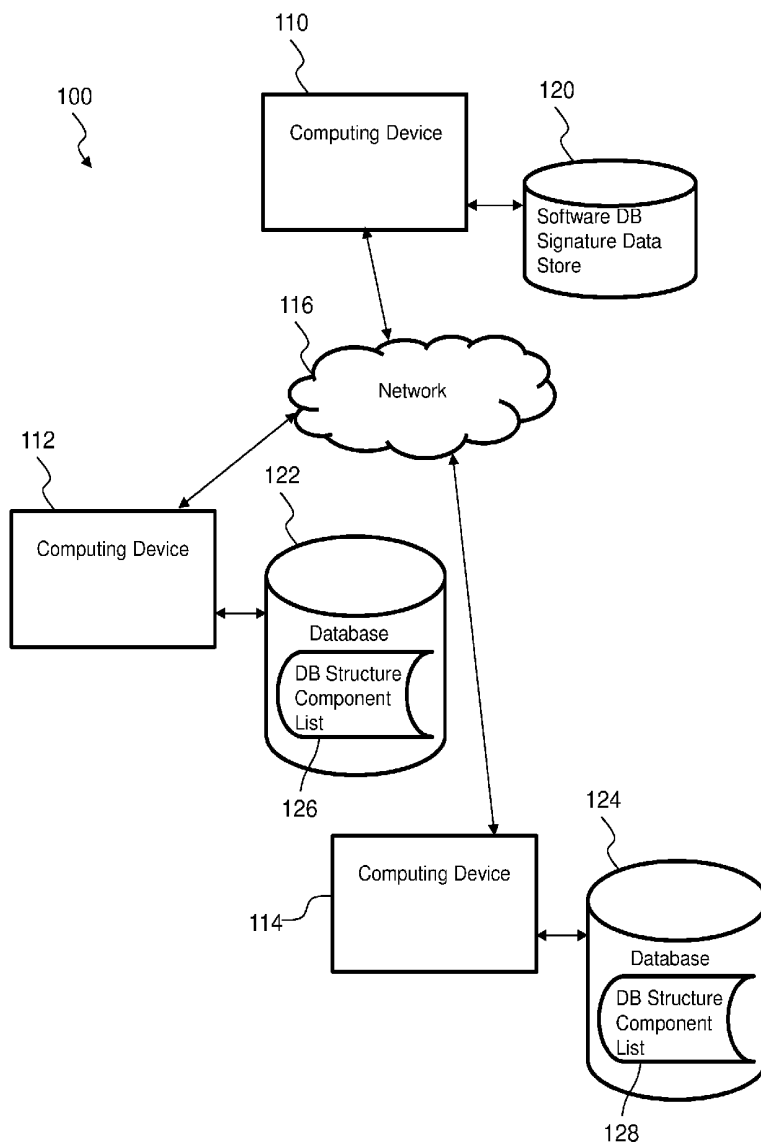 110
100
120
Computing Device
Software DB
Signature Data
Store
116
Network
112
122
Computing Device
Database
DB Structure
Component
List
126
124
Computing Device
114
Database
DB Structure
Component
List
128